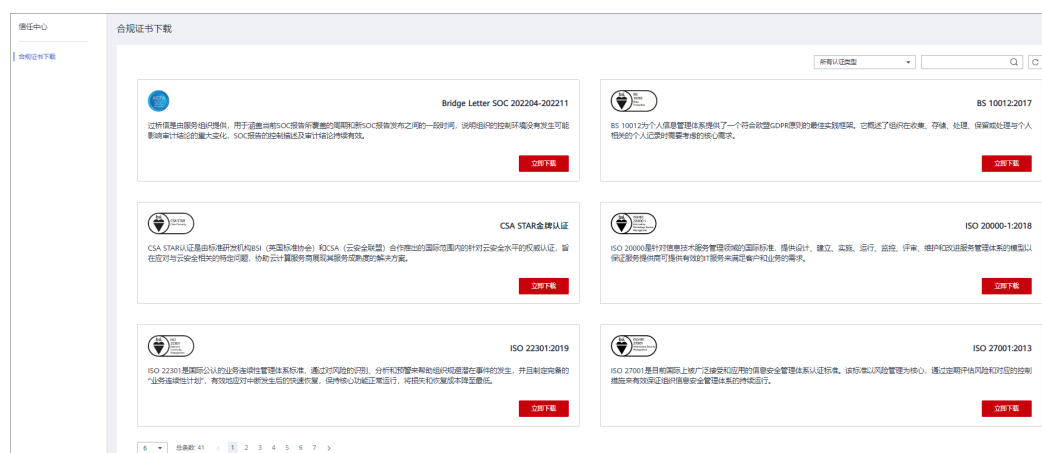 信任中心
合规证书下载
合规证书下载
所有认证类型
Bridge Letter SOC 202204-202211
过桥信是由服务组织提供，用于涵盖当前SOC报告所覆盖的周期和新SOC报告发布之间的一段时间，说明组织的控制环境没有发生可能
影响审计结论的重大变化，SOC报告的控制描述及审计结论持续有效。
立即下载
BS 10012:2017
BS 10012为个人信息管理体系提供了一个符合欧盟GDPR原则的最佳实践框架。它概述了组织在收集、存储、处理、保留或处理与个人
相关的个人记录时需要考虑的核心需求。
立即下载
CSA STAR
CSA STAR金牌认证
CSA STAR认证是由标准研发机构BSI（英国标准协会）和CSA（云安全联盟）合作推出的国际范围内的针对云安全水平的权威认证，旨
在应对与云安全相关的特定问题，协助云计算服务商展现其服务成熟度的解决方案。
立即下载
ISO 20000-1:2018
ISO 20000是针对信息技术服务管理领域的国际标准，提供设计、建立、实施、运行、监控、评审、维护和改进服务管理体系的模型以
保证服务提供商可提供有效的IT服务来满足客户和业务的需求。
立即下载
ISO 22301:2019
ISO 22301是国际公认的业务连续性管理体系标准，通过对风险的识别、分析和预警来帮助组织规避潜在事件的发生，并且制定完备的
“业务连续性计划”，有效地应对中断发生后的快速恢复，保持核心功能正常运行，将损失和恢复成本降至最低。
立即下载
ISO 27001:2013
ISO 27001是目前国际上被广泛接受和应用的信息安全管理体系认证标准。该标准以风险管理为核心，通过定期评估风险和对应的控制
措施来有效保证组织信息安全管理体系的持续运行。
立即下载
6 总条数: 41 < 1 2 3 4 5 6 7 >